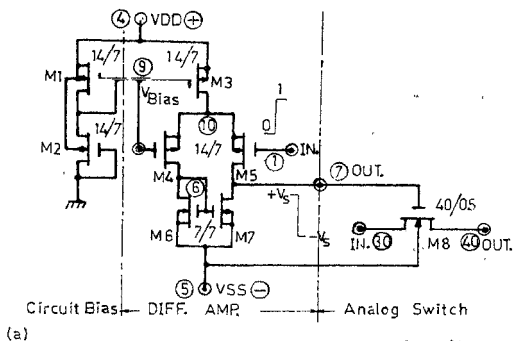 ④ VDD ⊕
14/7
14/7
M1
⑨
M3
VBias
1
0
M2
14/7
⑩
14/7
① IN.
M4
M5
⑥
+Vs
-Vs
⑦ OUT.
40/05
M6
7/7
M7
IN. ㉚
M8
㊵ OUT.
⑤ VSS ⊖
Circuit Bias
DIFF. AMP.
Analog Switch
(a)